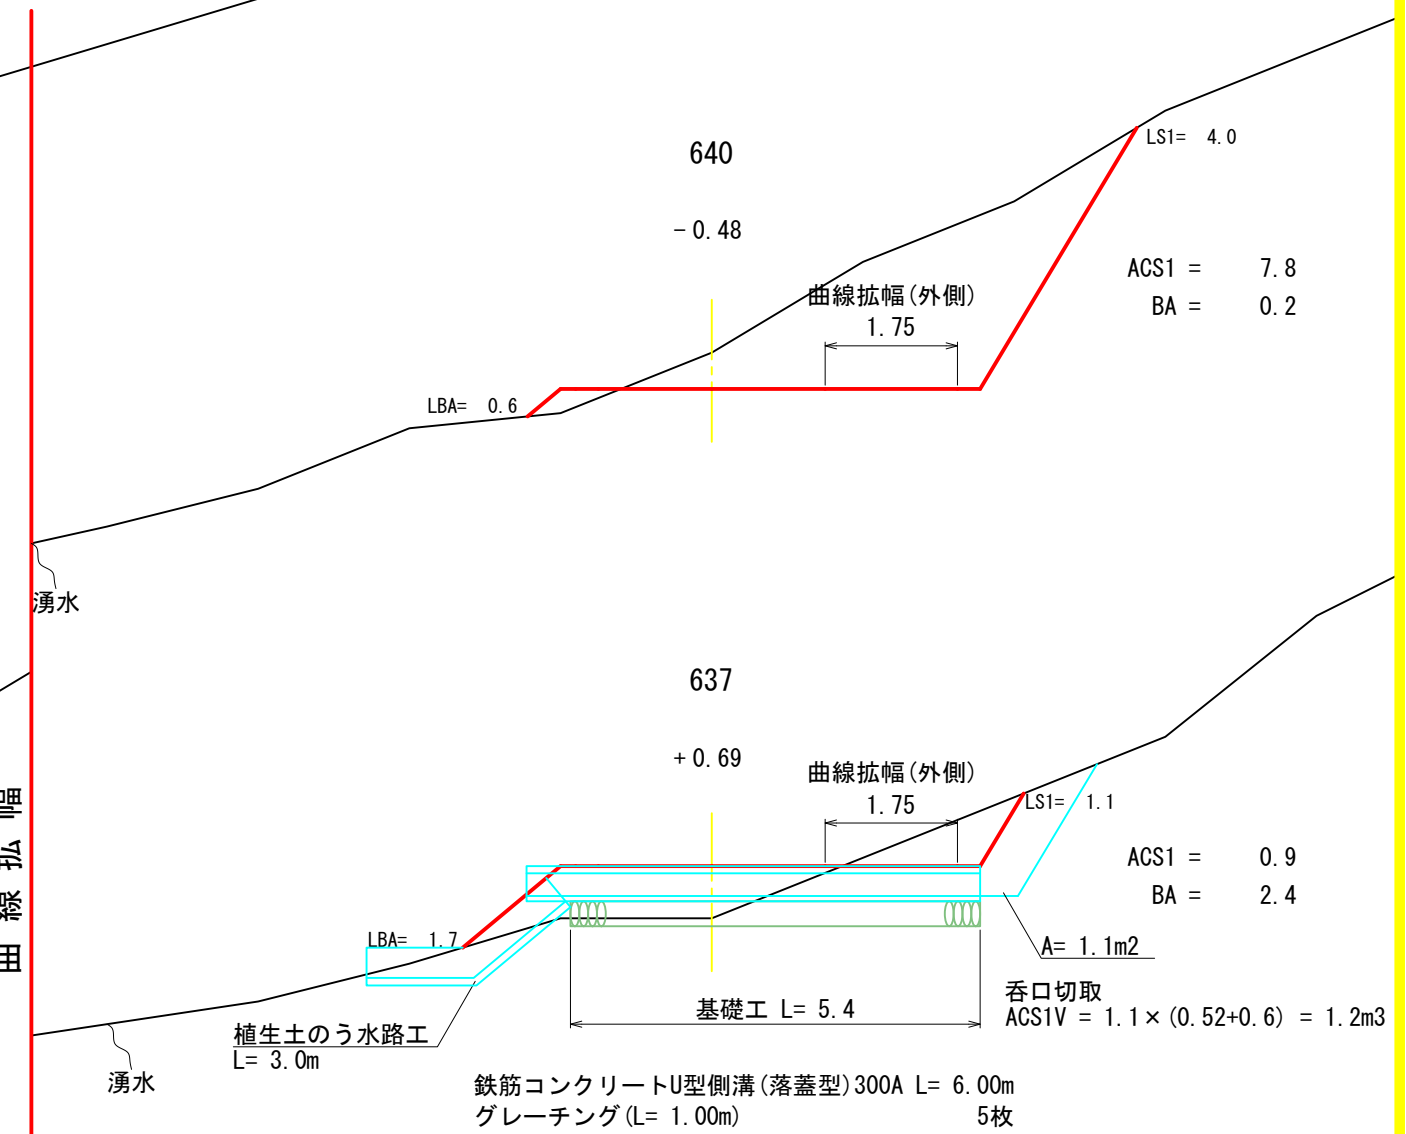 640
-0.48
曲線拡幅(外側)
1.75
LS1= 4.0
ACS1 = 7.8
BA = 0.2
LBA= 0.6
湧水
637
+0.69
曲線拡幅(外側)
1.75
LS1= 1.1
ACS1 = 0.9
BA = 2.4
LBA= 1.7
A= 1.1m2
基礎工 L= 5.4
呑口切取
ACS1V = 1.1×(0.52+0.6) = 1.2m3
植生土のう水路工
L= 3.0m
湧水
鉄筋コンクリートU型側溝(落蓋型)300A L= 6.00m
グレーチング(L= 1.00m) 5枚
曲線拡幅